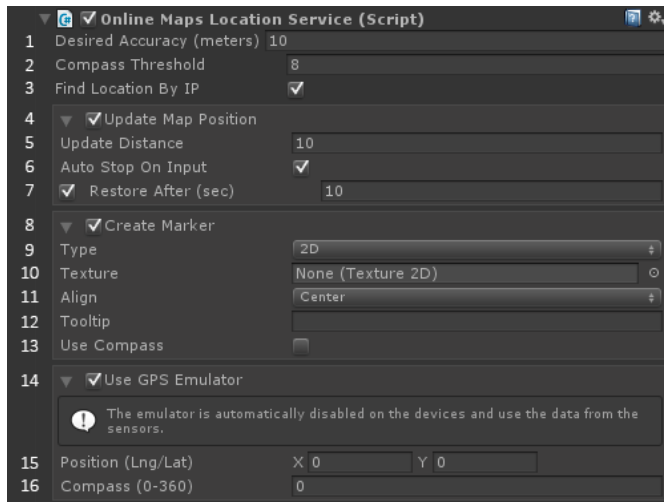 Online Maps Location Service (Script)
1 Desired Accuracy (meters) 10
2 Compass Threshold 8
3 Find Location By IP
4 Update Map Position
5 Update Distance 10
6 Auto Stop On Input
7 Restore After (sec) 10
8 Create Marker
9 Type 2D
10 Texture None (Texture 2D)
11 Align Center
12 Tooltip
13 Use Compass
14 Use GPS Emulator
The emulator is automatically disabled on the devices and use the data from the
sensors.
15 Position (Lng/Lat) X 0 Y 0
16 Compass (0-360) 0